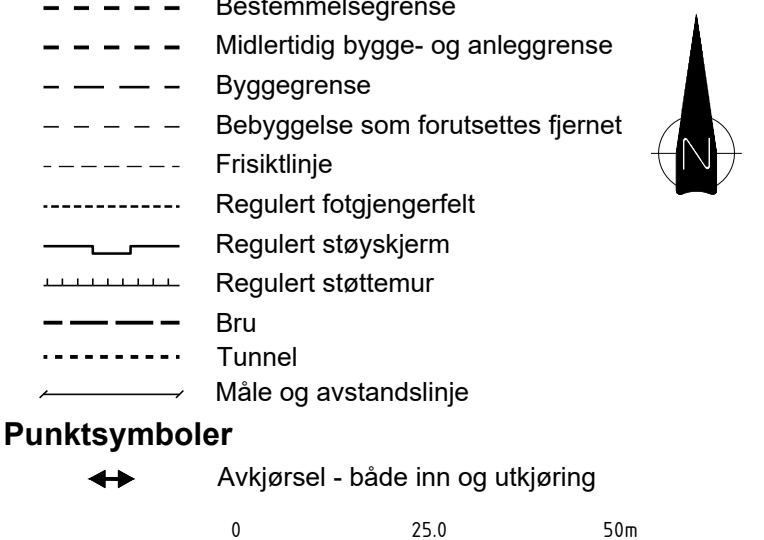 Bestemmelsegrense
Midlertidig bygge- og anleggrense
Byggegrense
Bebyggelse som forutsettes fjernet
Frisiktlinje
Regulert fotgjengerfelt
Regulert støyskjerm
Regulert støttemur
Bru
Tunnel
Måle og avstandslinje
N
Punktsymboler
Avkjørsel - både inn og utkjøring
0 25.0 50m